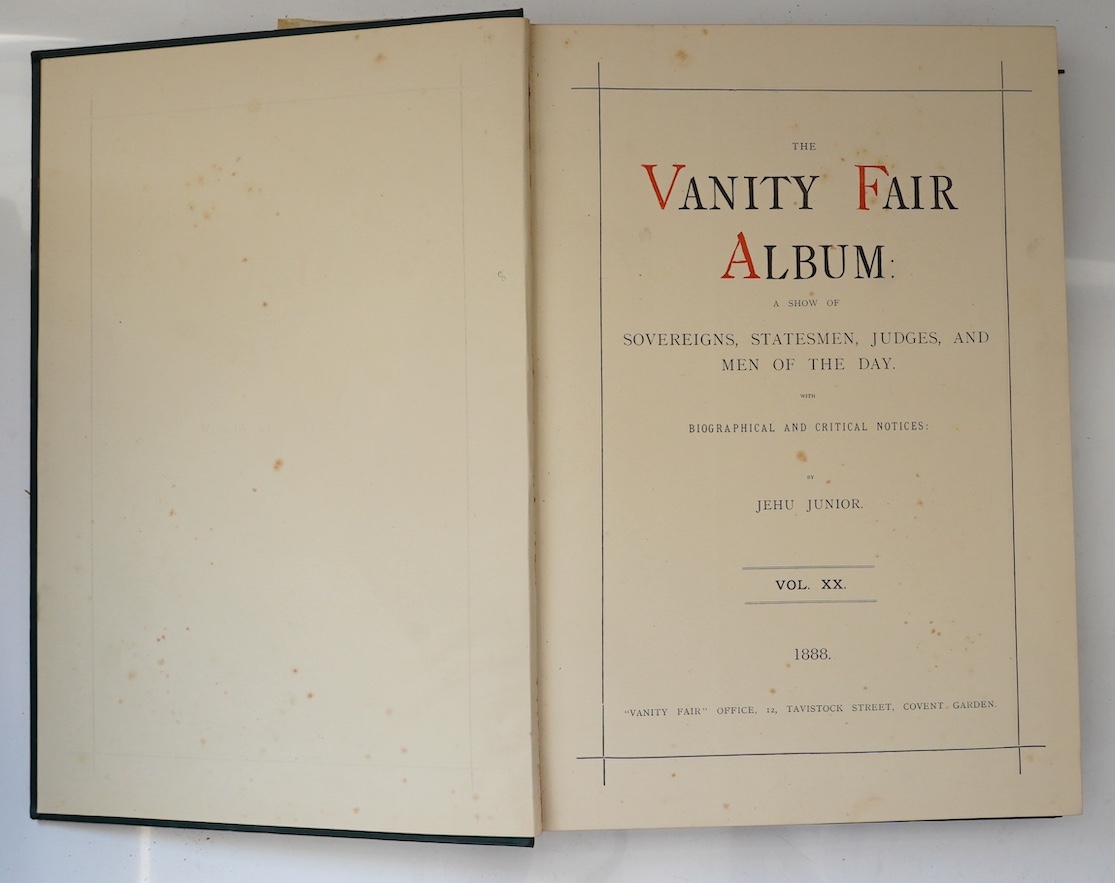 THE
VANITY FAIR
ALBUM:
A SHOW OF
SOVEREIGNS, STATESMEN, JUDGES, AND
MEN OF THE DAY.
WITH
BIOGRAPHICAL AND CRITICAL NOTICES:
BY
JEHU JUNIOR.
VOL. XX.
1888.
"VANITY FAIR" OFFICE, 12, TAVISTOCK STREET, COVENT GARDEN.